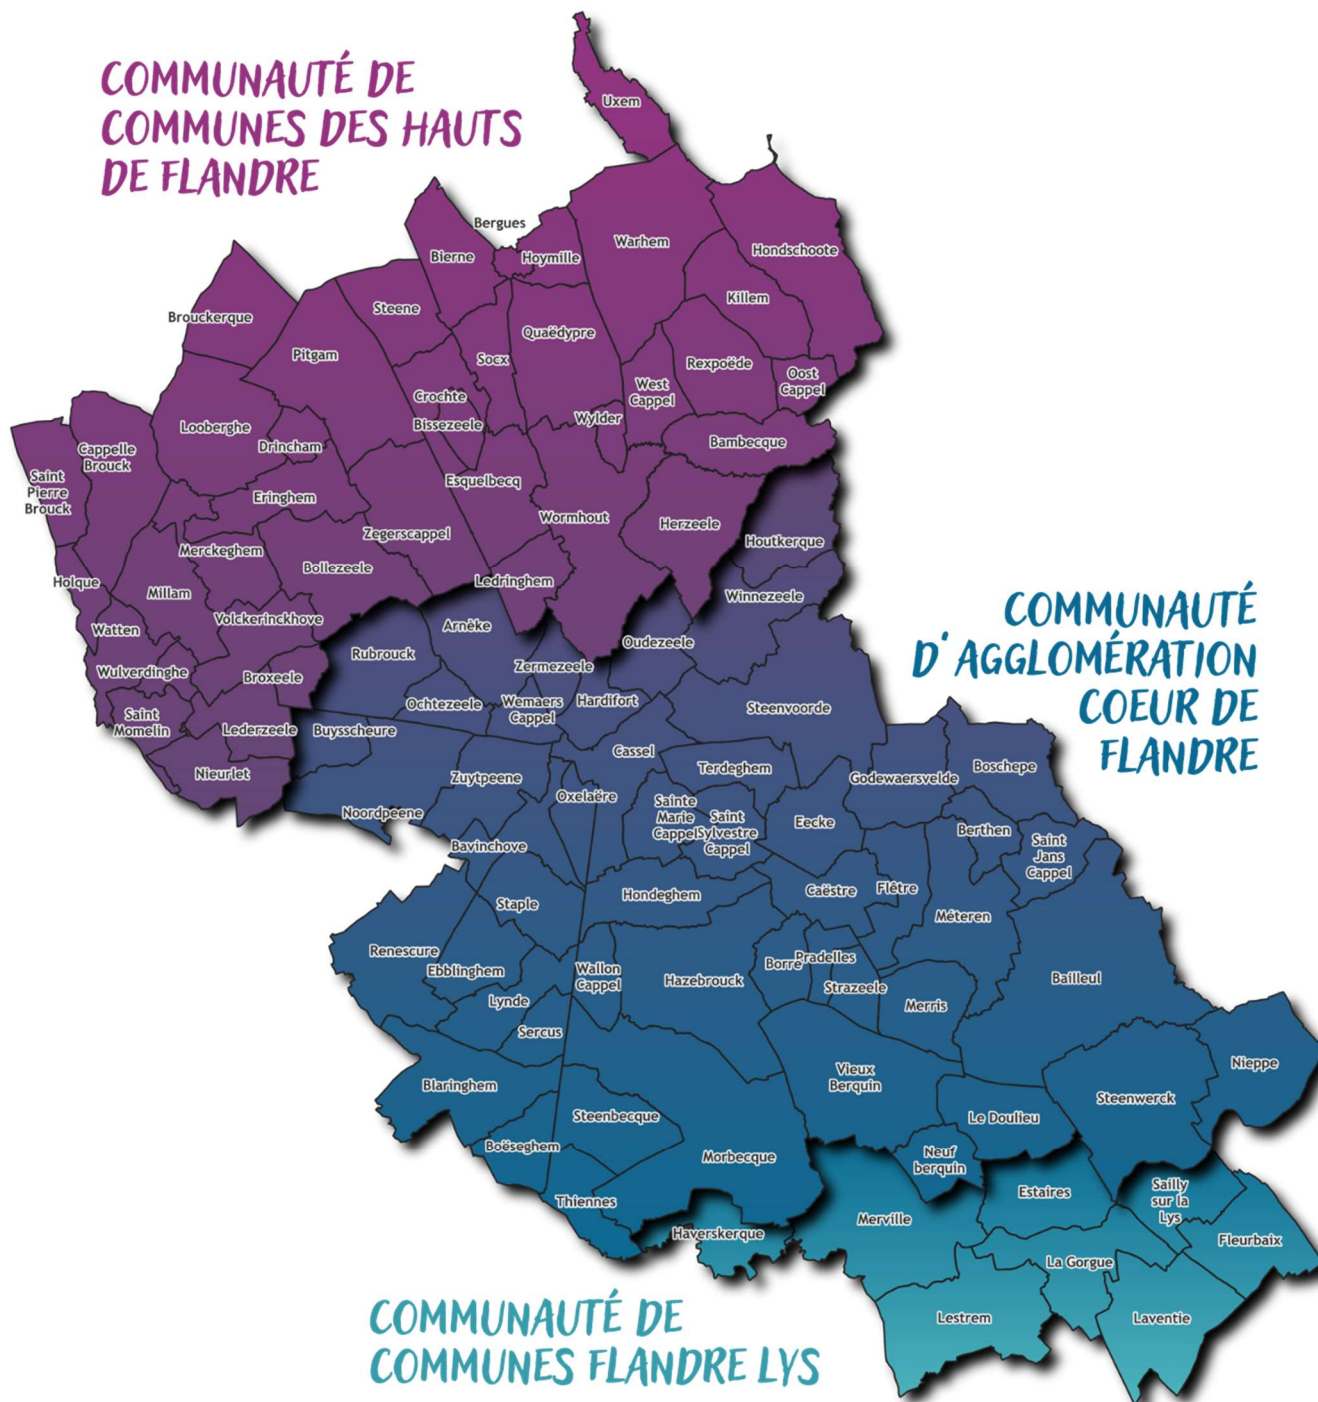 COMMUNAUTÉ DE
COMMUNES DES HAUTS
DE FLANDRE
Uxem
Bergues
Bierne
Hoymille
Warhem
Hondschoote
Killem
Brouckerque
Steene
Pitgam
Socx
Quaëdypre
Rexpoëde
Oost
Cappel
West
Cappel
Crochte
Bissezeele
Wylder
Bambecque
Looberghe
Drincham
Cappelle
Brouck
Saint
Pierre
Brouck
Eringhem
Esquelbecq
Wormhout
Herzeele
Zegerscappel
Merckeghem
Bollezeele
Ledringhem
Holque
Millam
Watten
Volckerinckhove
Wulverdinghe
Broxeele
Saint
Momelin
Lederzeele
Nieurlet
COMMUNAUTÉ
D'AGGLOMÉRATION
COEUR DE
FLANDRE
Houtkerque
Winnezeele
Oudezeele
Arnèke
Rubrouck
Zermezeele
Ochtezeele
Wemaers
Cappel
Hardifort
Steenvoorde
Buysscheure
Cassel
Terdeghem
Godewaersvelde
Boschepe
Zuytpeene
Oxelaëre
Noordpeene
Sainte
Marie
Cappel
Saint
Sylvestre
Cappel
Eecke
Berthen
Saint
Jans
Cappel
Bavinchove
Staple
Hondeghem
Caëstre
Flêtre
Méteren
Renescure
Ebblinghem
Wallon
Cappel
Hazebrouck
Borre
Pradelles
Strazeele
Merris
Bailleul
Lynde
Sercus
Blaringhem
Vieux
Berquin
Nieppe
Steenwerck
Steenbecque
Le Doulieu
Boëseghem
Morbecque
Neuf
berquin
Thiennes
COMMUNAUTÉ DE
COMMUNES FLANDRE LYS
Haverskerque
Merville
Estaires
Sailly
sur la
Lys
Fleurbaix
La Gorgue
Lestrem
Laventie